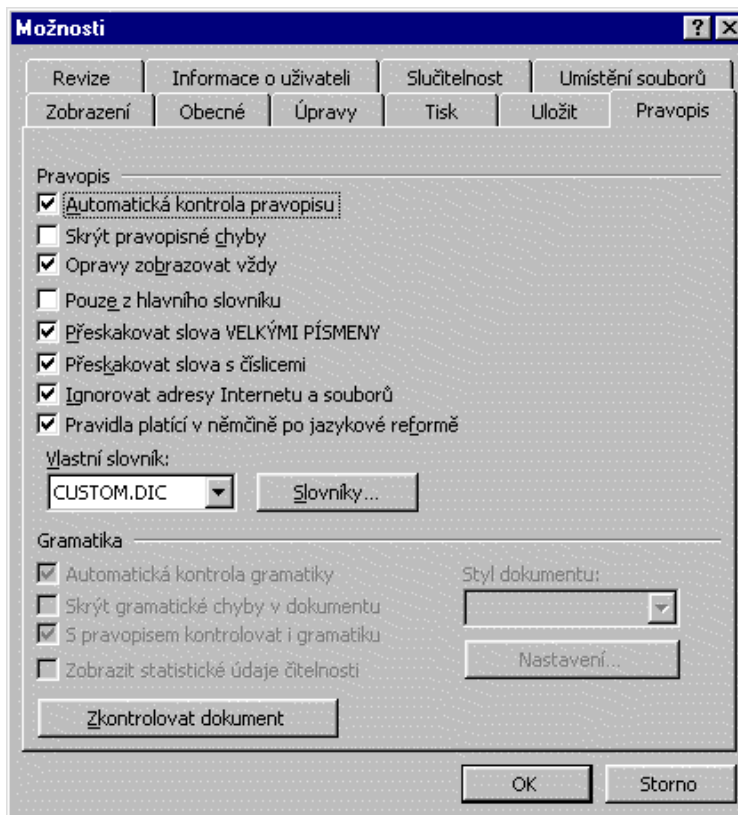 Možnosti
Revize Informace o uživateli Slučitelnost Umístění souborů
Zobrazení Obecné Úpravy Tisk Uložit Pravopis
Pravopis
Automatická kontrola pravopisu
Skrýt pravopisné chyby
Opravy zobrazovat vždy
Pouze z hlavního slovníku
Přeskakovat slova VELKÝMI PÍSMENY
Přeskakovat slova s číslicemi
Ignorovat adresy Internetu a souborů
Pravidla platící v němčině po jazykové reformě
Vlastní slovník:
CUSTOM.DIC Slovníky...
Gramatika
Automatická kontrola gramatiky Styl dokumentu:
Skrýt gramatické chyby v dokumentu
S pravopisem kontrolovat i gramatiku
Zobrazit statistické údaje čitelnosti Nastavení...
Zkontrolovat dokument
OK Storno